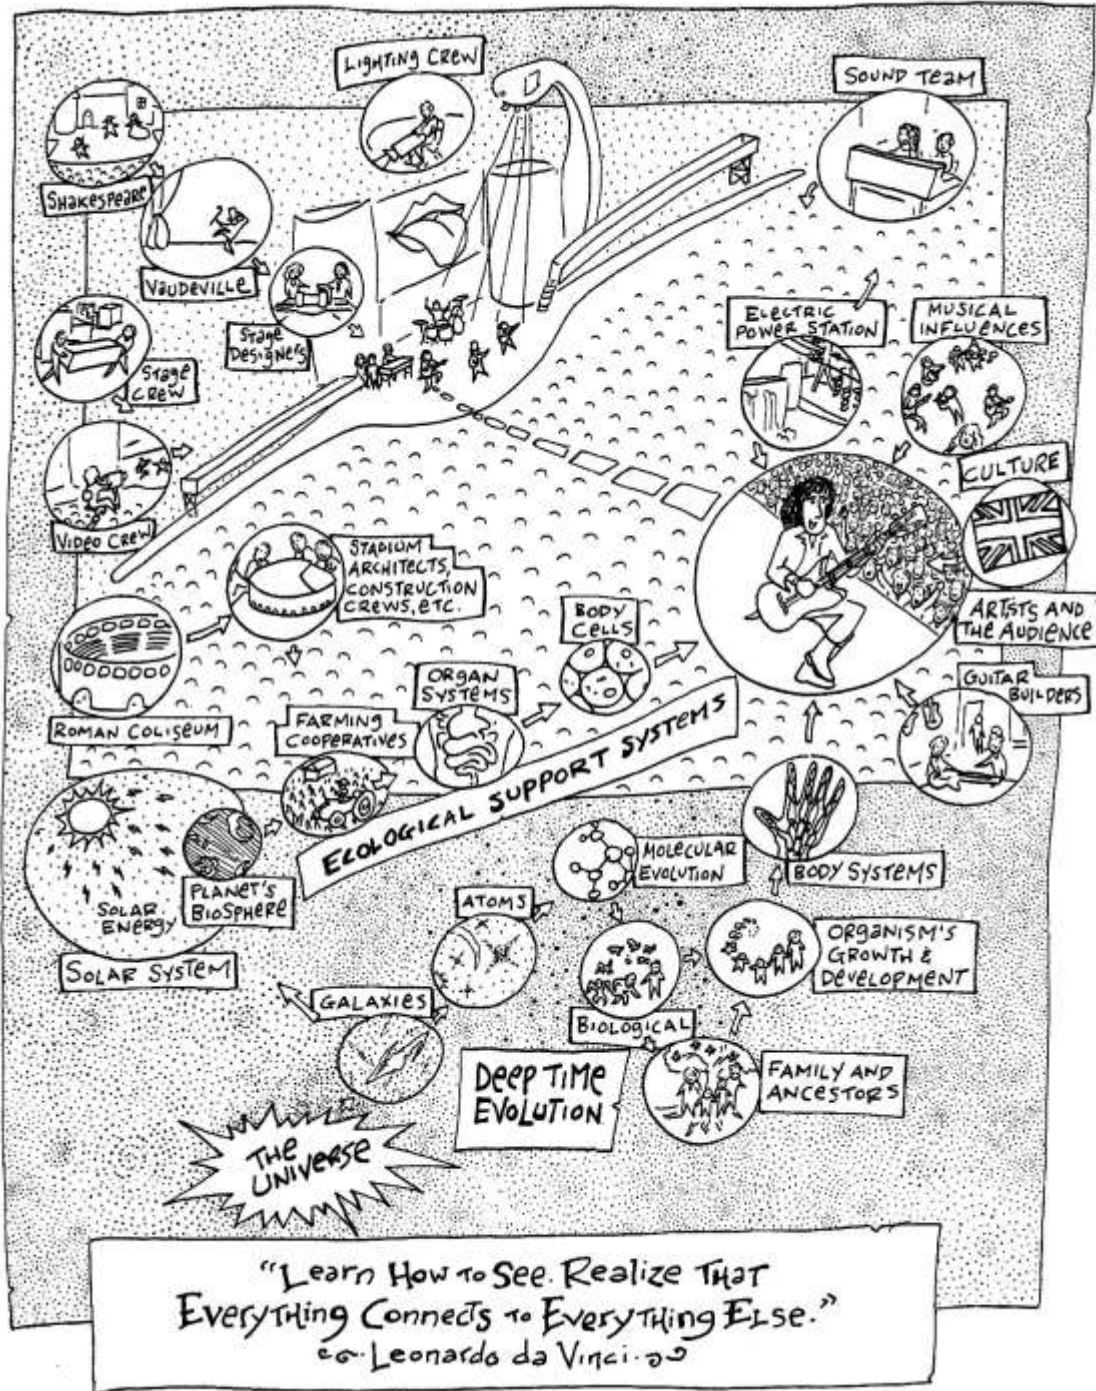 Lighting Crew
Sound Team
Shakespeare
Vaudeville
Stage
Designers
Stage
Crew
Video Crew
Electric
Power Station
Musical
Influences
Culture
Artists and
the Audience
Guitar
Builders
Stadium
Architects,
Construction
Crews, etc.
Roman Coliseum
Body
Cells
Organ
Systems
Farming
Cooperatives
Ecological Support Systems
Solar
Energy
Planet's
Biosphere
Solar System
Molecular
Evolution
Body Systems
Atoms
Organism's
Growth &
Development
Galaxies
Biological
Deep Time
Evolution
Family and
Ancestors
The
Universe
"Learn How to See. Realize That
Everything Connects to Everything Else."
Leonardo da Vinci